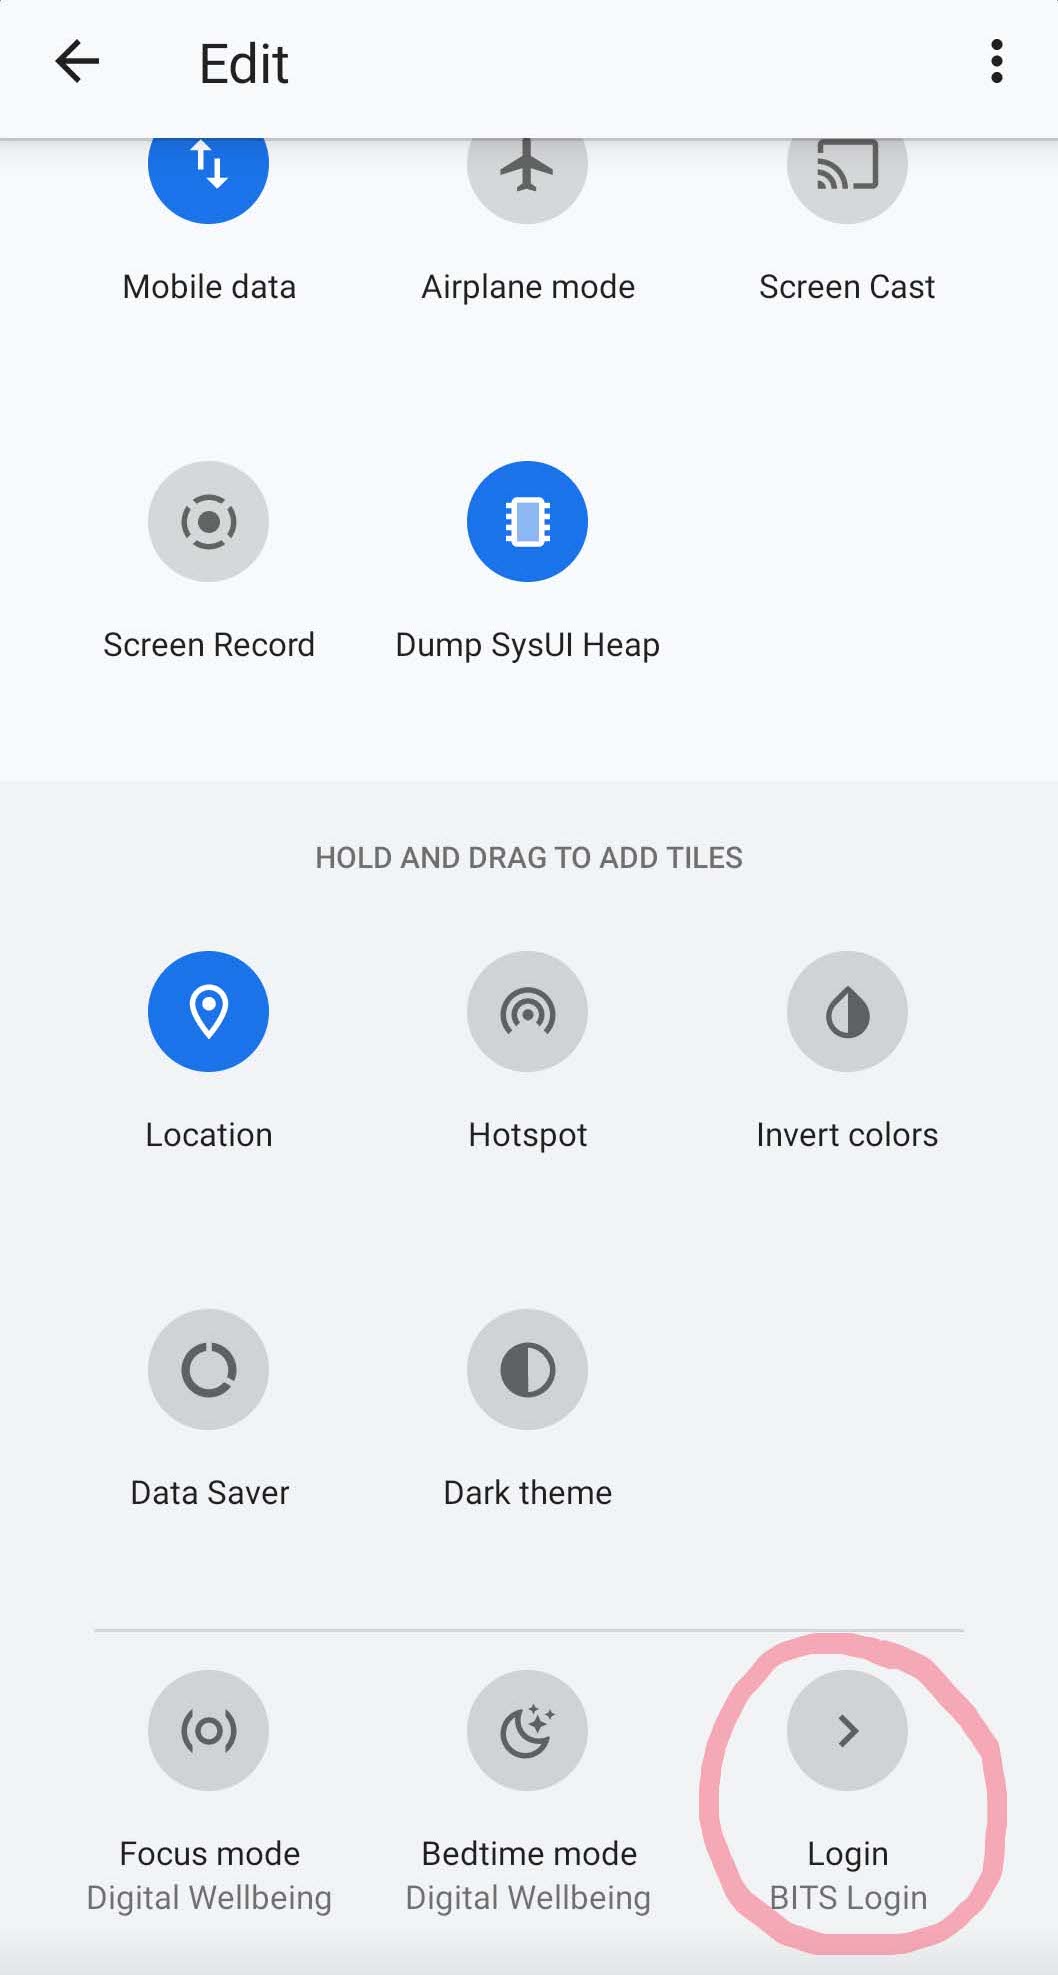 Edit
Mobile data
Airplane mode
Screen Cast
Screen Record
Dump SysUI Heap
HOLD AND DRAG TO ADD TILES
Location
Hotspot
Invert colors
Data Saver
Dark theme
Focus mode
Digital Wellbeing
Bedtime mode
Digital Wellbeing
Login
BITS Login